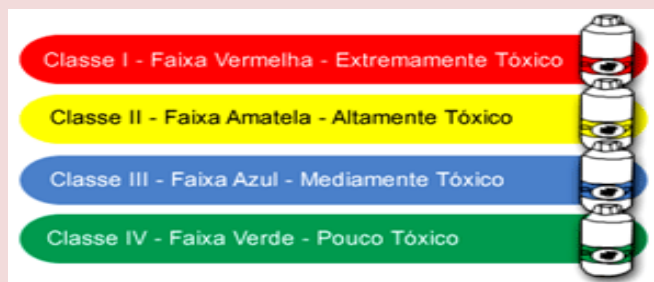 Classe I - Faixa Vermelha - Extremamente Tóxico
Classe II - Faixa Amatela - Altamente Tóxico
Classe III - Faixa Azul - Mediamente Tóxico
Classe IV - Faixa Verde - Pouco Tóxico